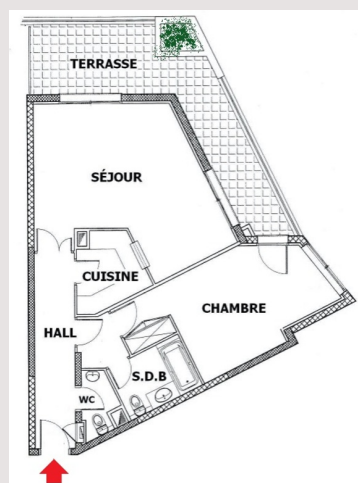 TERRASSE
SÉJOUR
CUISINE
CHAMBRE
HALL
S.D.B
WC